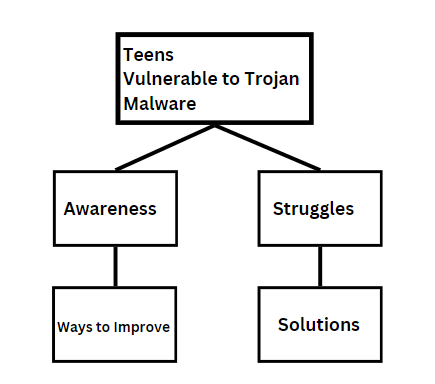 Teens
Vulnerable to Trojan
Malware
Awareness
Struggles
Ways to Improve
Solutions